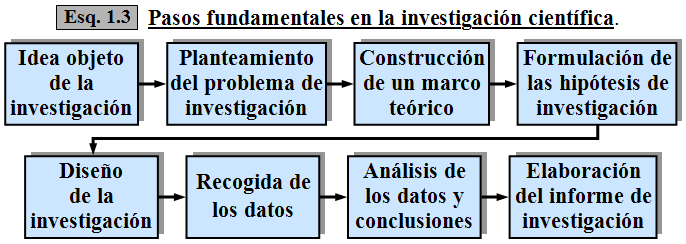 Esq. 1.3 Pasos fundamentales en la investigación científica.
Idea objeto
de la
investigación
Planteamiento
del problema de
investigación
Construcción
de un marco
teórico
Formulación de
las hipótesis de
investigación
Diseño
de la
investigación
Recogida de
los datos
Análisis de
los datos y
conclusiones
Elaboración
del informe de
investigación